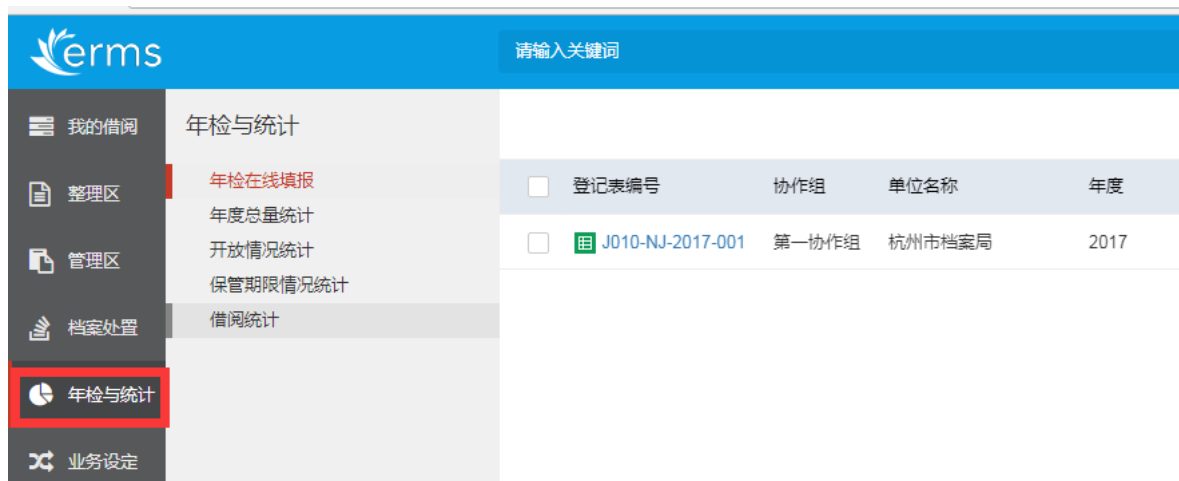 erms
请输入关键词
我的借阅
整理区
管理区
档案处置
年检与统计
业务设定
年检与统计
年检在线填报
年度总量统计
开放情况统计
保管期限情况统计
借阅统计
登记表编号 协作组 单位名称 年度
J010-NJ-2017-001 第一协作组 杭州市档案局 2017